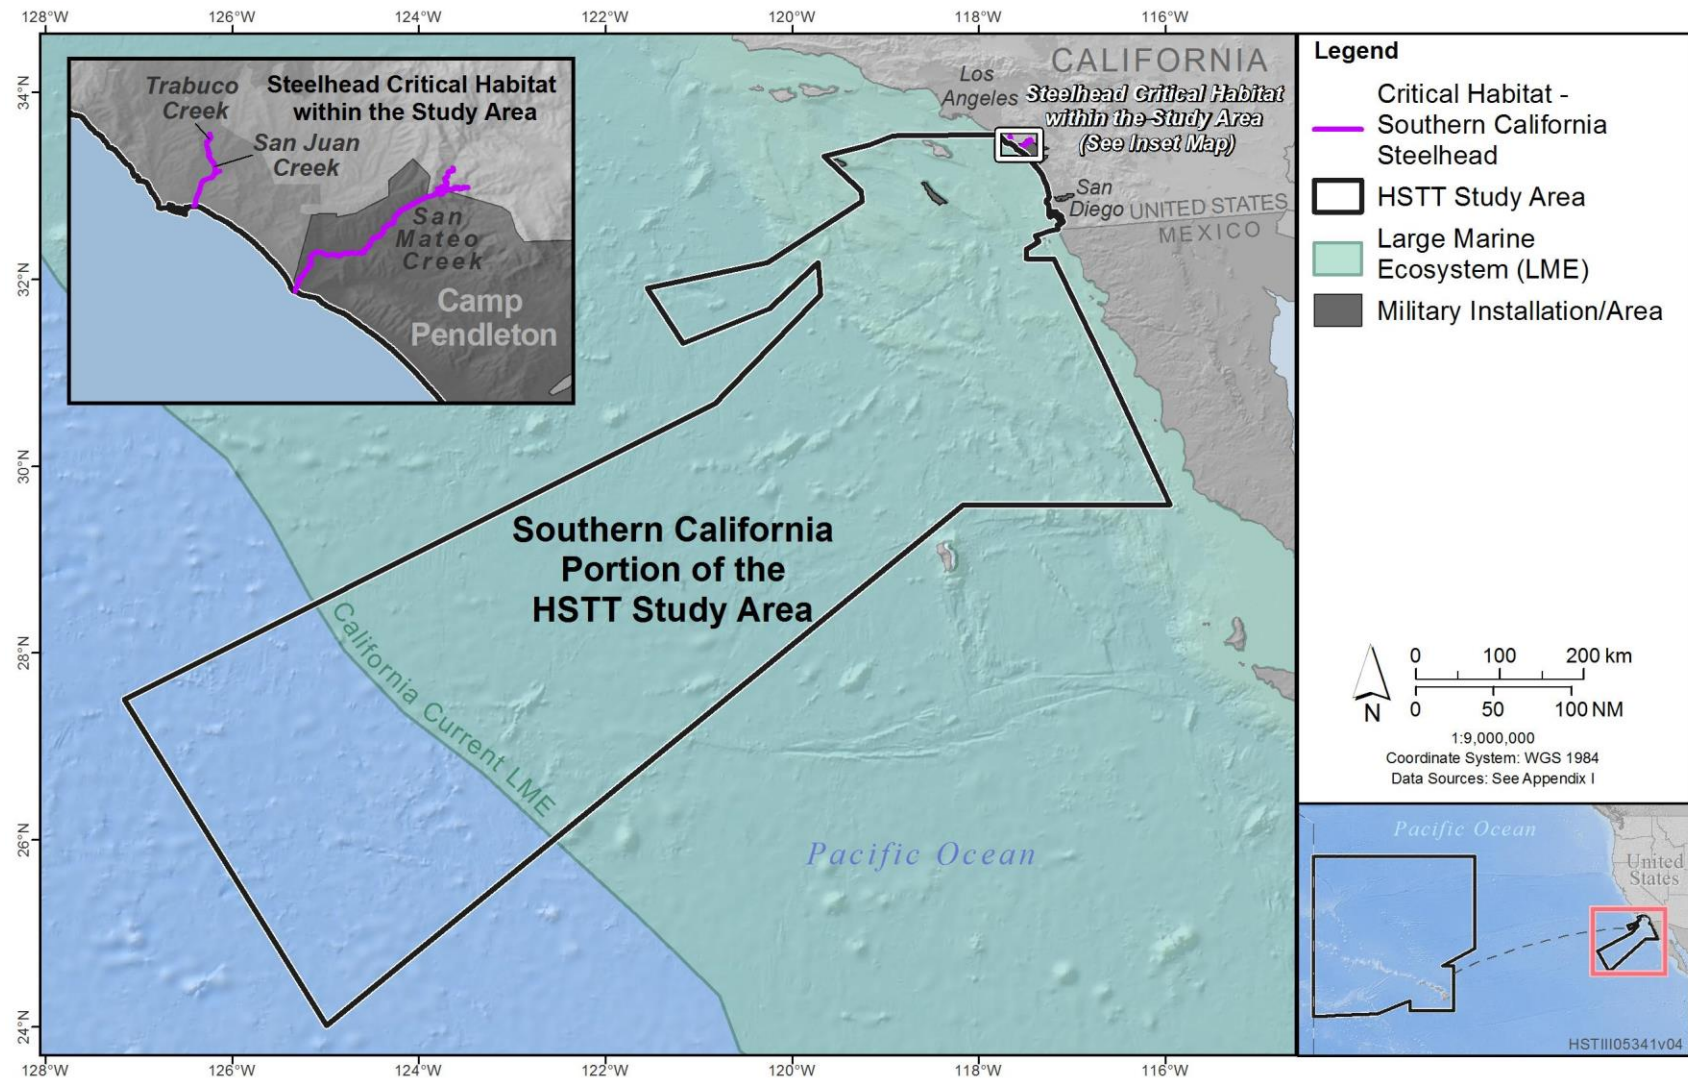 128°W 126°W 124°W 122°W 120°W 118°W 116°W
34°N
32°N
30°N
28°N
26°N
24°N
Steelhead Critical Habitat
within the Study Area
Trabuco
Creek
San Juan
Creek
San
Mateo
Creek
Camp
Pendleton
CALIFORNIA
Los
Angeles
Steelhead Critical Habitat
within the Study Area
(See Inset Map)
San
Diego
UNITED STATES
MEXICO
Southern California
Portion of the
HSTT Study Area
California Current LME
Pacific Ocean
128°W 126°W 124°W 122°W 120°W 118°W 116°W
Legend
Critical Habitat -
Southern California
Steelhead
HSTT Study Area
Large Marine
Ecosystem (LME)
Military Installation/Area
N
0 100 200 km
0 50 100 NM
1:9,000,000
Coordinate System: WGS 1984
Data Sources: See Appendix I
Pacific Ocean
United
States
HSTIII05341v04